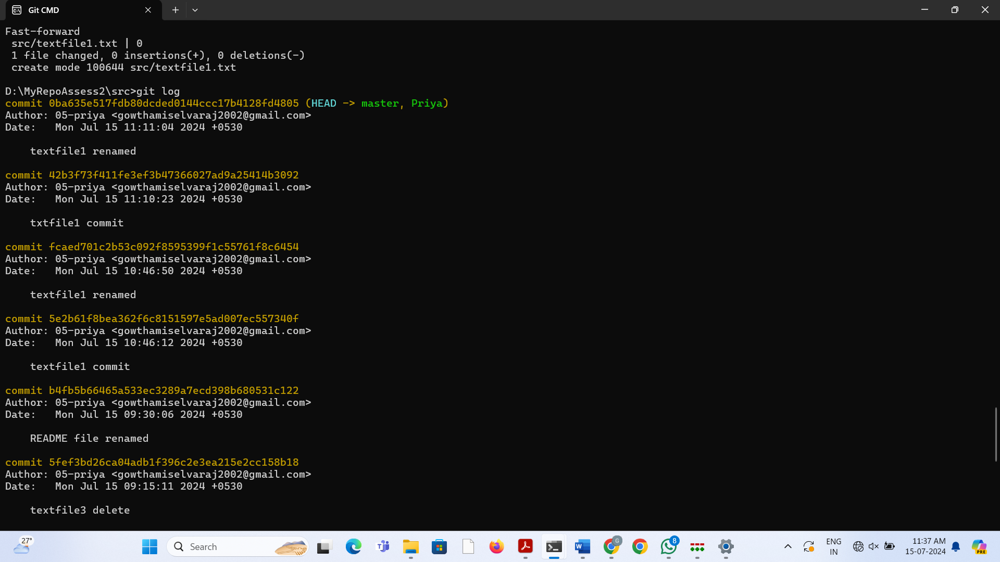 Git CMD
Fast-forward
 src/textfile1.txt | 0
 1 file changed, 0 insertions(+), 0 deletions(-)
 create mode 100644 src/textfile1.txt
D:\MyRepoAssess2\src>git log
commit 0ba635e517fdb80dcded0144ccc17b4128fd4805 (HEAD -> master, Priya)
Author: 05-priya <gowthamiselvaraj2002@gmail.com>
Date:   Mon Jul 15 11:11:04 2024 +0530
    textfile1 renamed
commit 42b3f73f411fe3ef3b47366027ad9a25414b3092
Author: 05-priya <gowthamiselvaraj2002@gmail.com>
Date:   Mon Jul 15 11:10:23 2024 +0530
    txtfile1 commit
commit fcaed701c2b53c092f8595399f1c55761f8c6454
Author: 05-priya <gowthamiselvaraj2002@gmail.com>
Date:   Mon Jul 15 10:46:50 2024 +0530
    textfile1 renamed
commit 5e2b61f8bea362f6c8151597e5ad007ec557340f
Author: 05-priya <gowthamiselvaraj2002@gmail.com>
Date:   Mon Jul 15 10:46:12 2024 +0530
    textfile1 commit
commit b4fb5b66465a533ec3289a7ecd398b680531c122
Author: 05-priya <gowthamiselvaraj2002@gmail.com>
Date:   Mon Jul 15 09:30:06 2024 +0530
    README file renamed
commit 5fef3bd26ca04adb1f396c2e3ea215e2cc158b18
Author: 05-priya <gowthamiselvaraj2002@gmail.com>
Date:   Mon Jul 15 09:15:11 2024 +0530
    textfile3 delete
27°
Search
G
8
ENG
IN
11:37 AM
15-07-2024
PRE